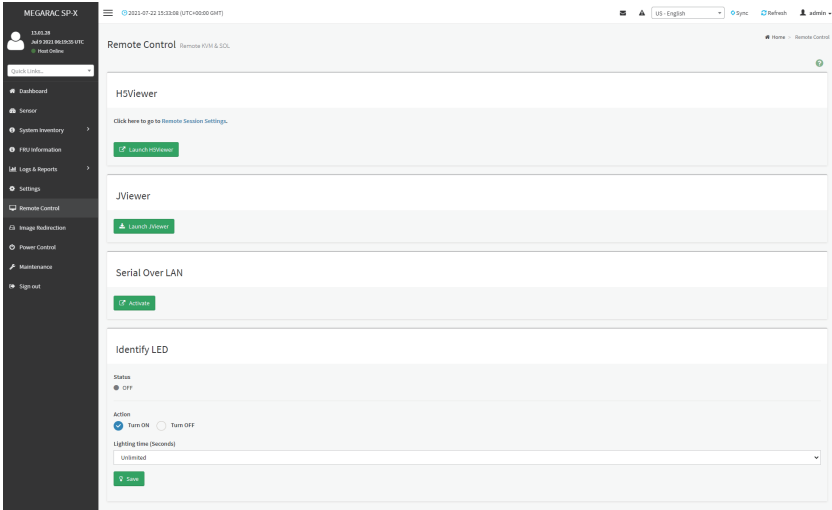 MEGARAC SP-X
2021-07-22 15:33:08 (UTC+00:00 GMT)
US - English
Sync
Refresh
admin
13.01.28
Jul 9 2021 06:19:35 UTC
Host Online
Quick Links...
Dashboard
Sensor
System Inventory
FRU Information
Logs & Reports
Settings
Remote Control
Image Redirection
Power Control
Maintenance
Sign out
Remote Control Remote KVM & SOL
Home > Remote Control
H5Viewer
Click here to go to Remote Session Settings.
Launch H5Viewer
JViewer
Launch JViewer
Serial Over LAN
Activate
Identify LED
Status
OFF
Action
Turn ON Turn OFF
Lighting time (Seconds)
Unlimited
Save